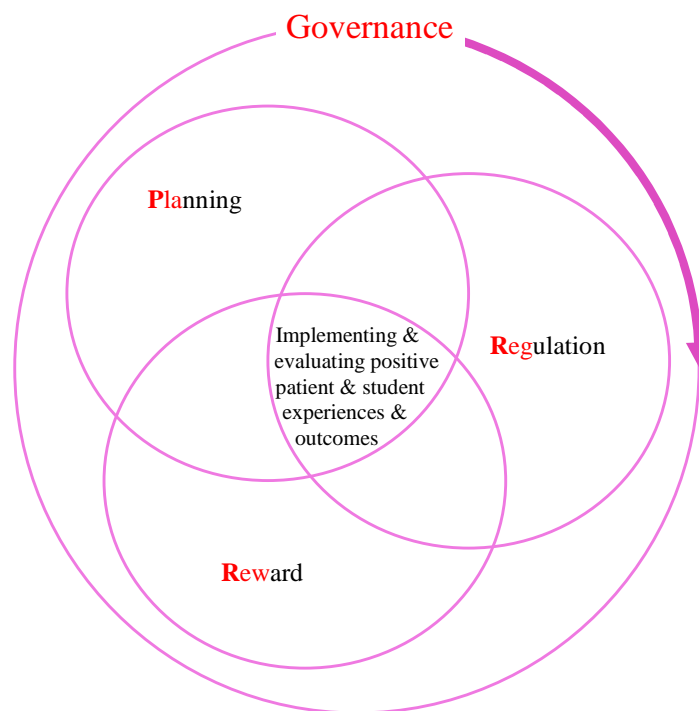 Governance
Planning
Implementing &
evaluating positive
patient & student
experiences &
outcomes
Regulation
Reward